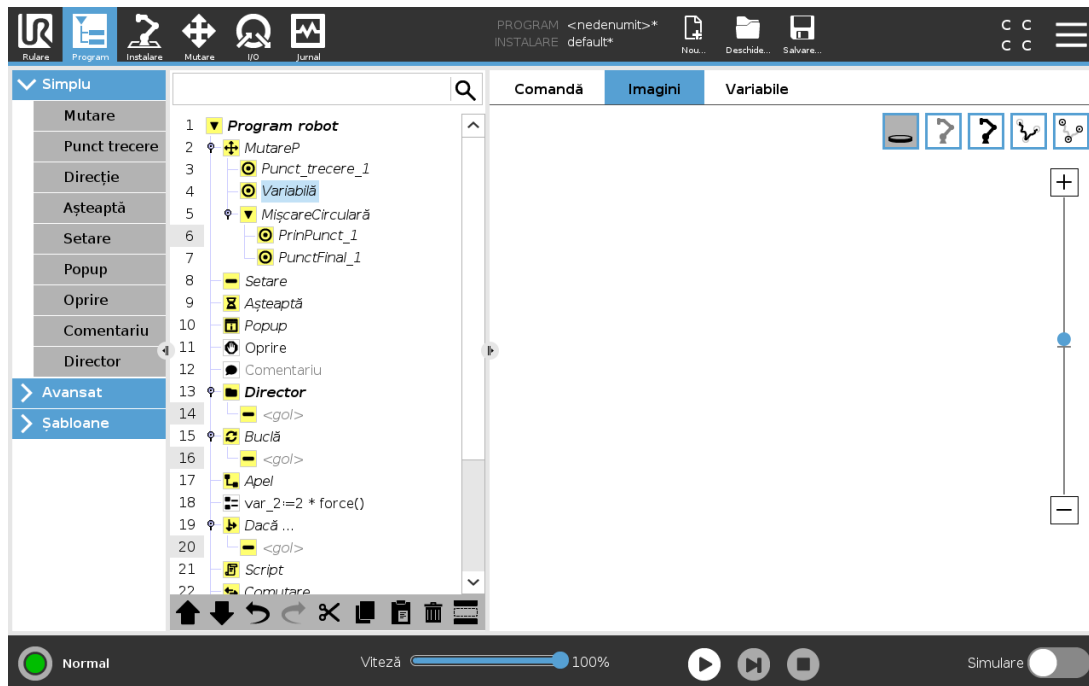 PROGRAM <nedenumit>*
INSTALARE default*
C C
C C
Rulare Program Instalare Mutare I/O Jurnal Nou... Deschide... Salvare...
Simplu
Mutare
Punct trecere
Direcție
Așteaptă
Setare
Popup
Oprire
Comentariu
Director
Avansat
Șabloane
1 Program robot
2 MutareP
3 Punct_trecere_1
4 Variabilă
5 MișcareCirculară
6 PrinPunct_1
7 PunctFinal_1
8 Setare
9 Așteaptă
10 Popup
11 Oprire
12 Comentariu
13 Director
14 <gol>
15 Buclă
16 <gol>
17 Apel
18 var_2:=2 * force()
19 Dacă ...
20 <gol>
21 Script
22 Comutare
Comandă Imagini Variabile
Normal
Viteză 100%
Simulare